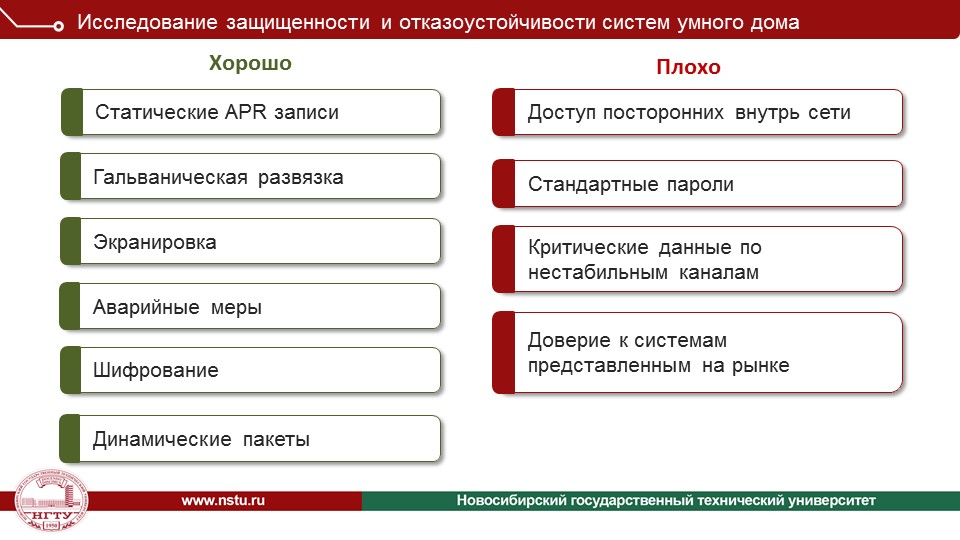 Исследование защищенности и отказоустойчивости систем умного дома
Хорошо
Статические APR записи
Гальваническая развязка
Экранировка
Аварийные меры
Шифрование
Динамические пакеты
Плохо
Доступ посторонних внутрь сети
Стандартные пароли
Критические данные по
нестабильным каналам
Доверие к системам
представленным на рынке
НГТУ
1950
www.nstu.ru
Новосибирский государственный технический университет